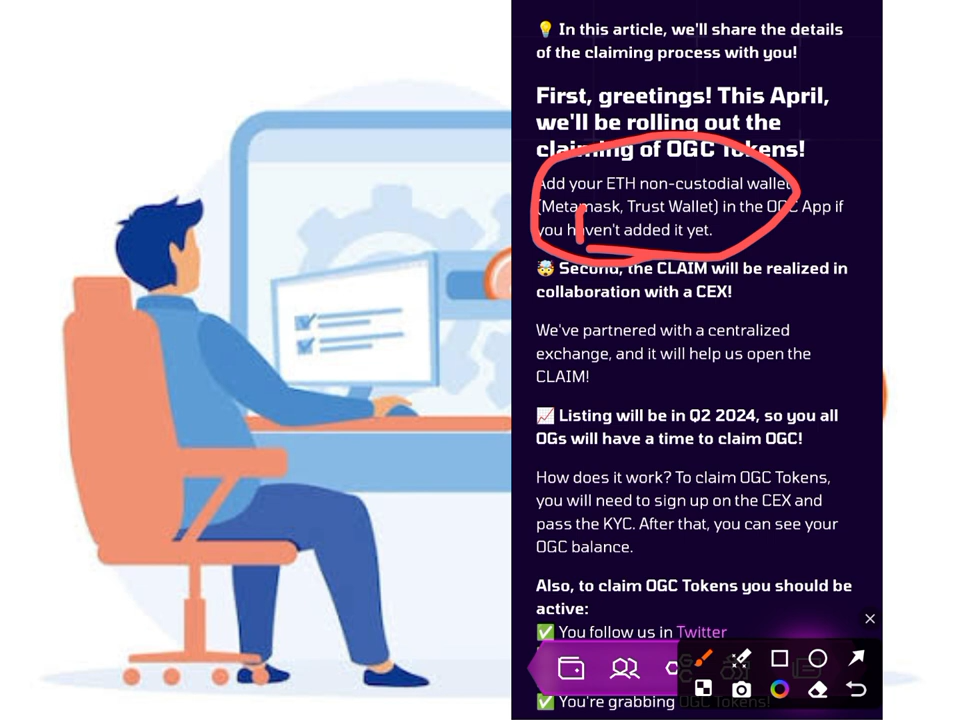 💡 In this article, we'll share the details
of the claiming process with you!
First, greetings! This April,
we'll be rolling out the
claiming of OGC Tokens!
Add your ETH non-custodial wallet
(Metamask, Trust Wallet) in the OGC App if
you haven't added it yet.
🤯 Second, the CLAIM will be realized in
collaboration with a CEX!
We've partnered with a centralized
exchange, and it will help us open the
CLAIM!
📈 Listing will be in Q2 2024, so you all
OGs will have a time to claim OGC!
How does it work? To claim OGC Tokens,
you will need to sign up on the CEX and
pass the KYC. After that, you can see your
OGC balance.
Also, to claim OGC Tokens you should be
active:
✅ You follow us in Twitter
✅ You're grabbing OGC Tokens!